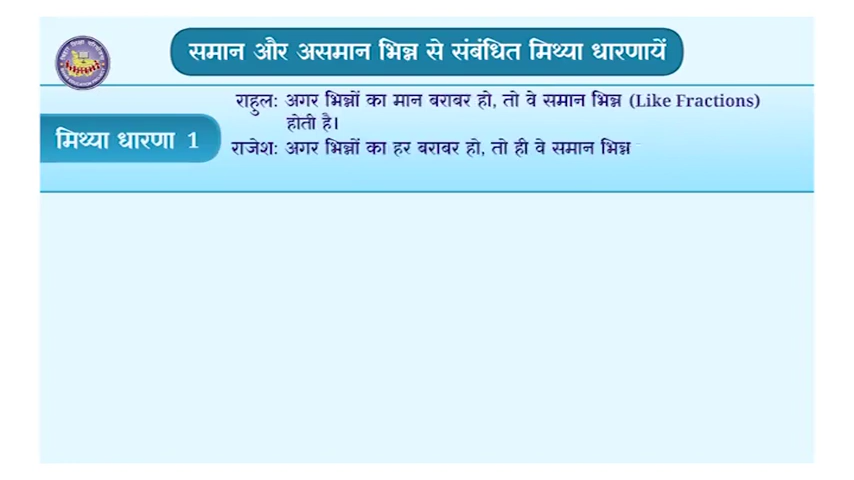 समान और असमान भिन्न से संबंधित मिथ्या धारणायें
राहुल: अगर भिन्नों का मान बराबर हो, तो वे समान भिन्न (Like Fractions)
होती है।
मिथ्या धारणा 1
राजेश: अगर भिन्नों का हर बराबर हो, तो ही वे समान भिन्न